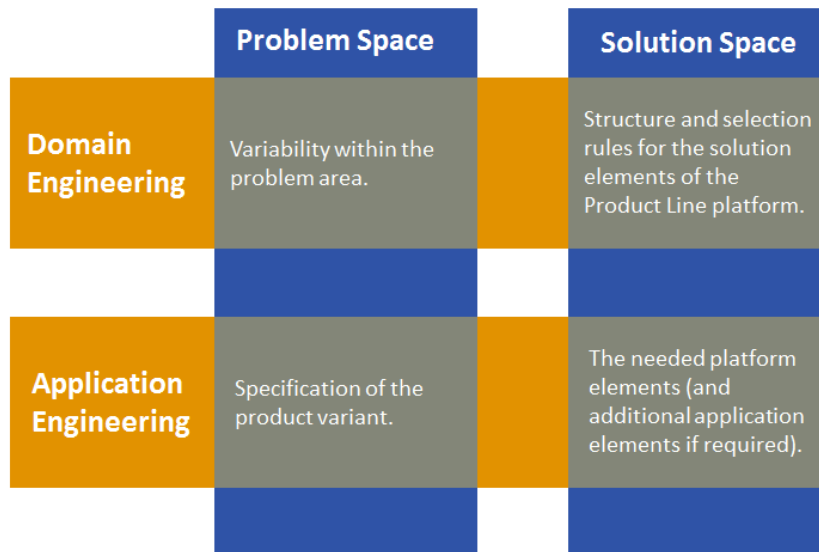 Problem Space
Solution Space
Domain
Engineering
Variability within the
problem area.
Structure and selection
rules for the solution
elements of the
Product Line platform.
Application
Engineering
Specification of the
product variant.
The needed platform
elements (and
additional application
elements if required).